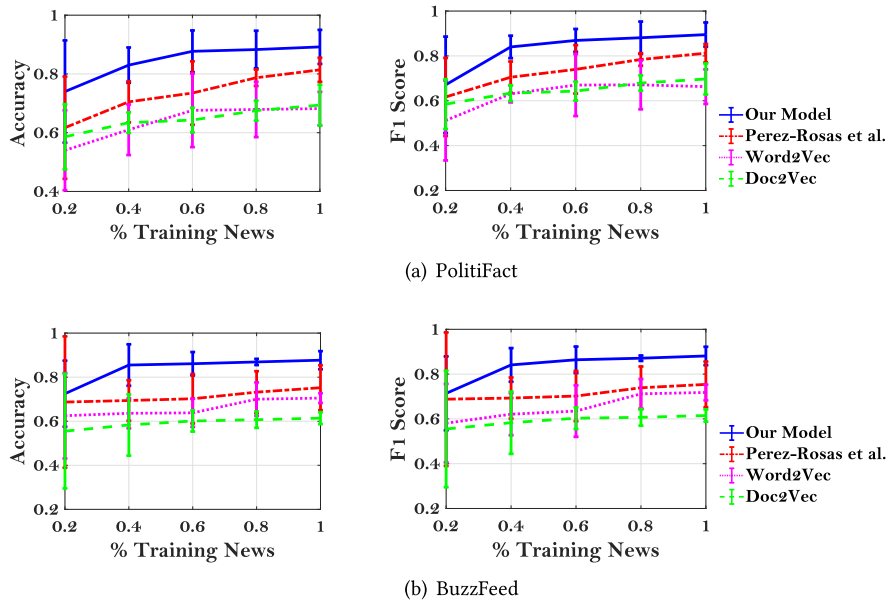 1
0.8
0.6
0.4
0.2 0.4 0.6 0.8 1
Accuracy
% Training News
1
0.8
0.6
0.4
0.2
0.2 0.4 0.6 0.8 1
F1 Score
% Training News
Our Model
Perez-Rosas et al.
Word2Vec
Doc2Vec
(a) PolitiFact
1
0.8
0.6
0.4
0.2
0.2 0.4 0.6 0.8 1
Accuracy
% Training News
1
0.8
0.6
0.4
0.2
0.2 0.4 0.6 0.8 1
F1 Score
% Training News
Our Model
Perez-Rosas et al.
Word2Vec
Doc2Vec
(b) BuzzFeed